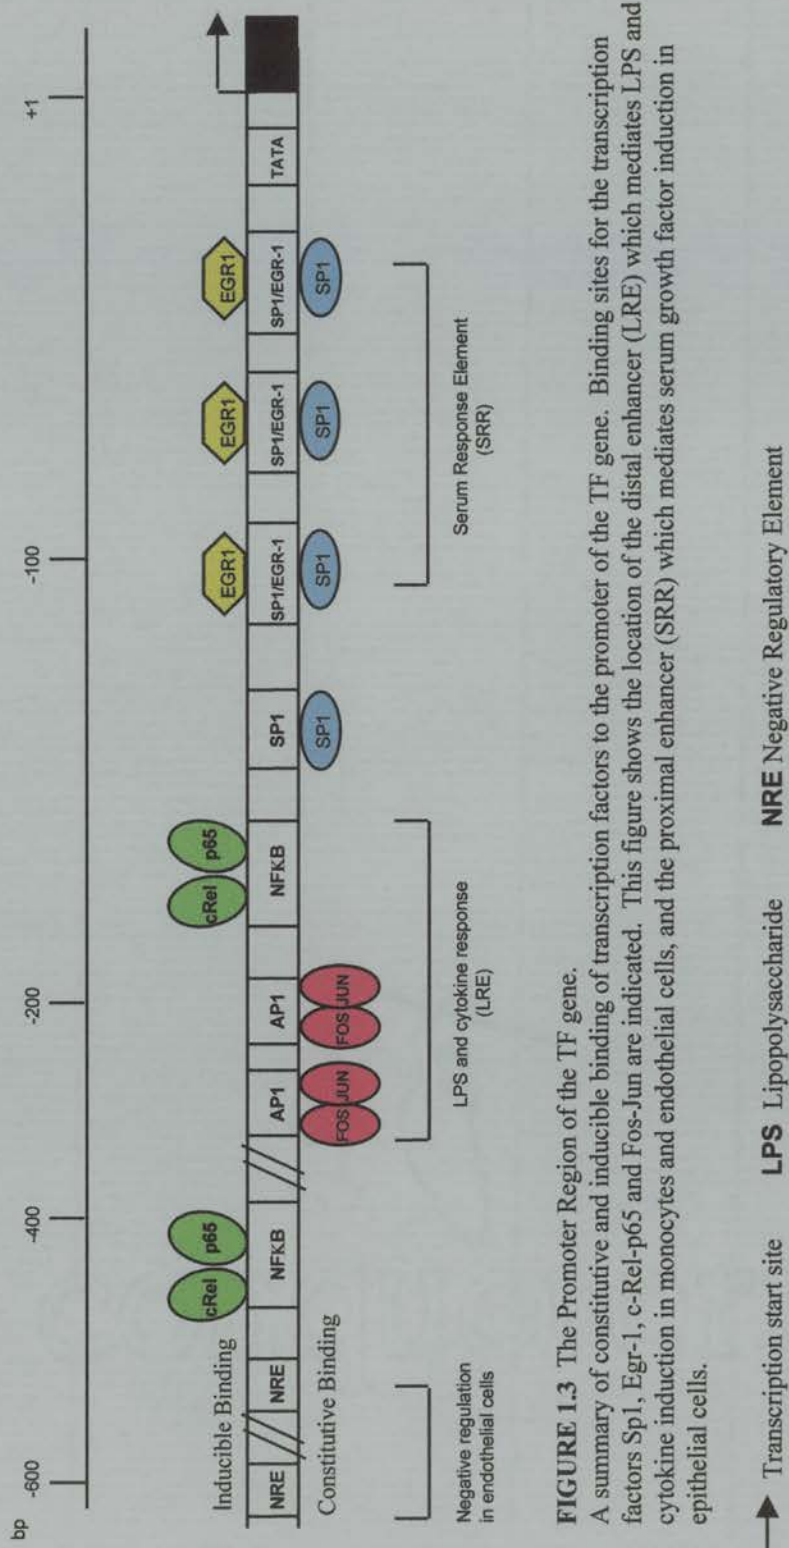 bp
-600 -400 -200 -100 +1
cRel p65 cRel p65 EGR1 EGR1 EGR1
Inducible Binding
NRE NRE NFKB AP1 AP1 NFKB SP1 SP1/EGR-1 SP1/EGR-1 SP1/EGR-1 TATA
Constitutive Binding
FOS JUN FOS JUN SP1 SP1 SP1 SP1
Negative regulation
in endothelial cells
LPS and cytokine response
(LRE)
Serum Response Element
(SRR)
FIGURE 1.3 The Promoter Region of the TF gene.
A summary of constitutive and inducible binding of transcription factors to the promoter of the TF gene. Binding sites for the transcription
factors Sp1, Egr-1, c-Rel-p65 and Fos-Jun are indicated. This figure shows the location of the distal enhancer (LRE) which mediates LPS and
cytokine induction in monocytes and endothelial cells, and the proximal enhancer (SRR) which mediates serum growth factor induction in
epithelial cells.
Transcription start site LPS Lipopolysaccharide NRE Negative Regulatory Element